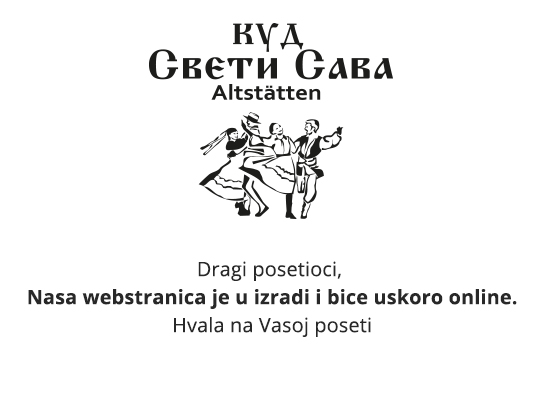 КУД
Свети Сава
Altstätten
Dragi posetioci,
Nasa webstranica je u izradi i bice uskoro online.
Hvala na Vasoj poseti